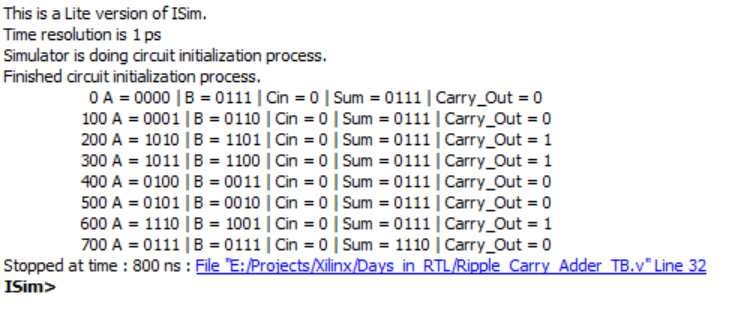 This is a Lite version of ISim.
Time resolution is 1 ps
Simulator is doing circuit initialization process.
Finished circuit initialization process.
0 A = 0000 | B = 0111 | Cin = 0 | Sum = 0111 | Carry_Out = 0
100 A = 0001 | B = 0110 | Cin = 0 | Sum = 0111 | Carry_Out = 0
200 A = 1010 | B = 1101 | Cin = 0 | Sum = 0111 | Carry_Out = 1
300 A = 1011 | B = 1100 | Cin = 0 | Sum = 0111 | Carry_Out = 1
400 A = 0100 | B = 0011 | Cin = 0 | Sum = 0111 | Carry_Out = 0
500 A = 0101 | B = 0010 | Cin = 0 | Sum = 0111 | Carry_Out = 0
600 A = 1110 | B = 1001 | Cin = 0 | Sum = 0111 | Carry_Out = 1
700 A = 0111 | B = 0111 | Cin = 0 | Sum = 1110 | Carry_Out = 0
Stopped at time : 800 ns : File "E:/Projects/Xilinx/Days_in_RTL/Ripple_Carry_Adder_TB.v" Line 32
ISim>